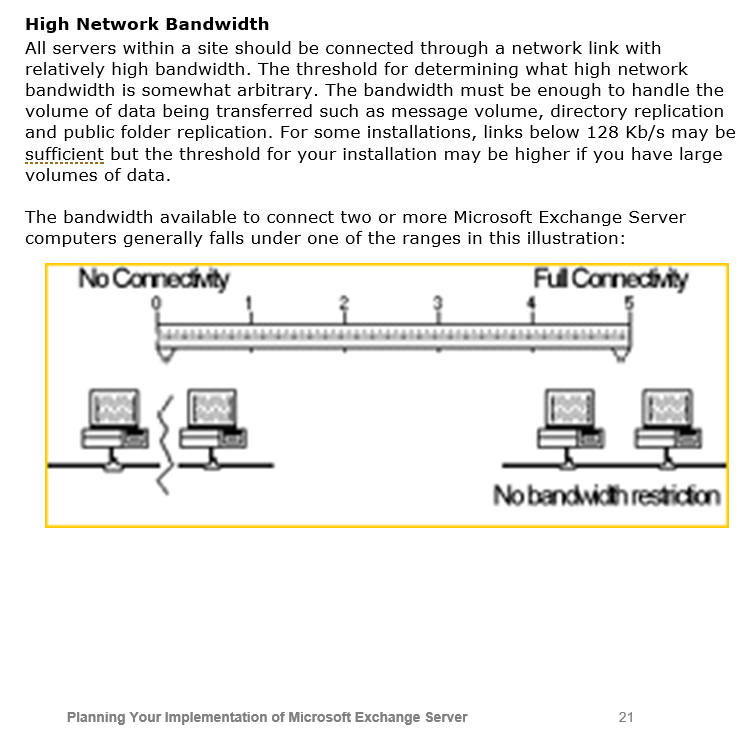 High Network Bandwidth
All servers within a site should be connected through a network link with
relatively high bandwidth. The threshold for determining what high network
bandwidth is somewhat arbitrary. The bandwidth must be enough to handle the
volume of data being transferred such as message volume, directory replication
and public folder replication. For some installations, links below 128 Kb/s may be
sufficient but the threshold for your installation may be higher if you have large
volumes of data.
The bandwidth available to connect two or more Microsoft Exchange Server
computers generally falls under one of the ranges in this illustration:
No Connectivity Full Connectivity
0 1 2 3 4 5
No bandwidth restriction
Planning Your Implementation of Microsoft Exchange Server 21